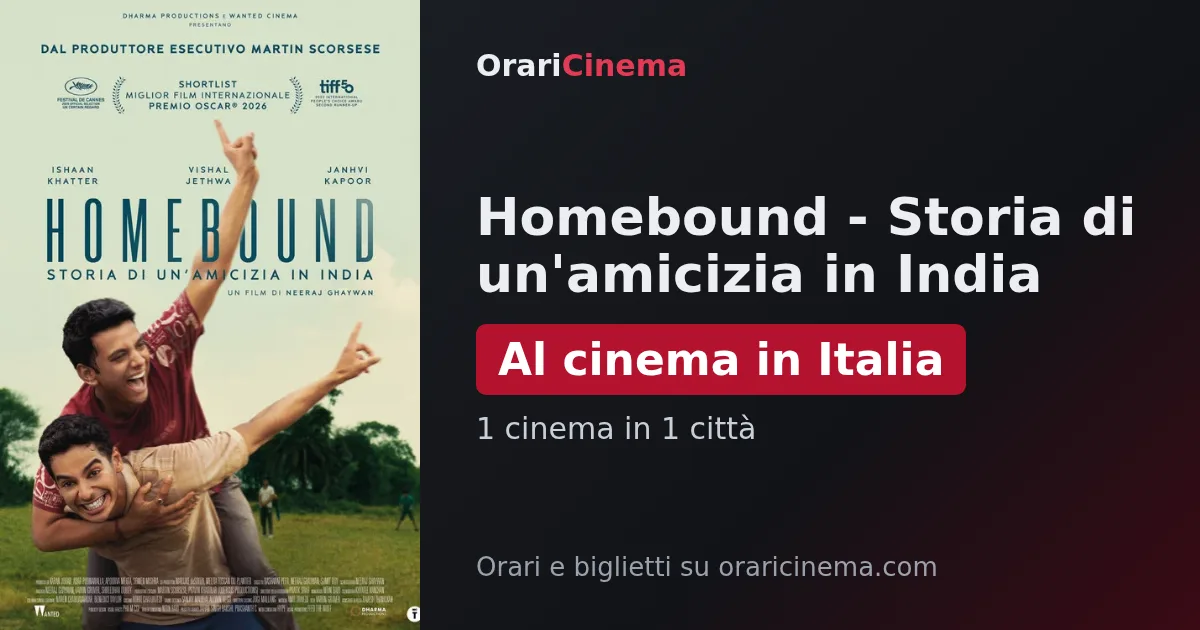 DHARMA PRODUCTIONS E WANTED CINEMA
PRESENTANO
DAL PRODUTTORE ESECUTIVO MARTIN SCORSESE
FESTIVAL DE CANNES
SHORTLIST
MIGLIOR FILM INTERNAZIONALE
PREMIO OSCAR® 2026
tiff50
ISHAAN
KHATTER
VISHAL
JETHWA
JANHVI
KAPOOR
HOMEBOUND
STORIA DI UN'AMICIZIA IN INDIA
UN FILM DI NEERAJ GHAYWAN
WANTED
DHARMA
OrariCinema
Homebound - Storia di
un'amicizia in India
Al cinema in Italia
1 cinema in 1 città
Orari e biglietti su oraricinema.com